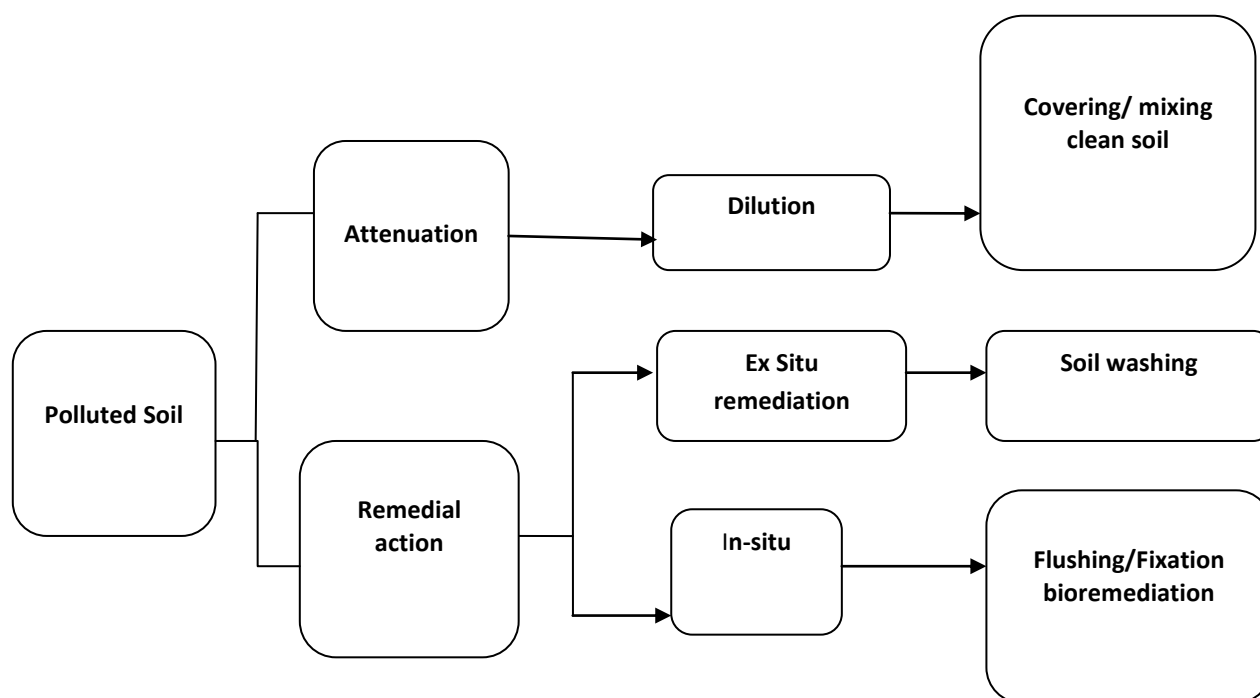 Covering/ mixing
clean soil
Dilution
Attenuation
Ex Situ
remediation
Soil washing
Polluted Soil
Remedial
action
In-situ
Flushing/Fixation
bioremediation